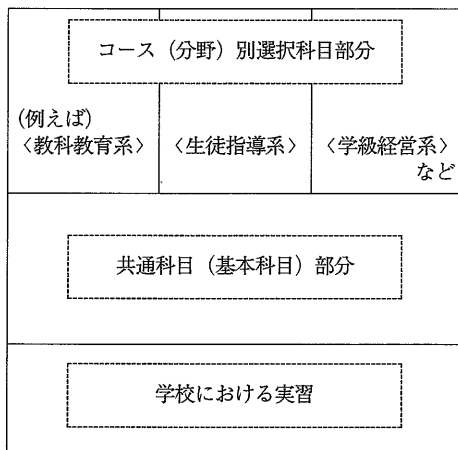 コース（分野）別選択科目部分
(例えば)
〈教科教育系〉 〈生徒指導系〉 〈学級経営系〉
など
共通科目（基本科目）部分
学校における実習